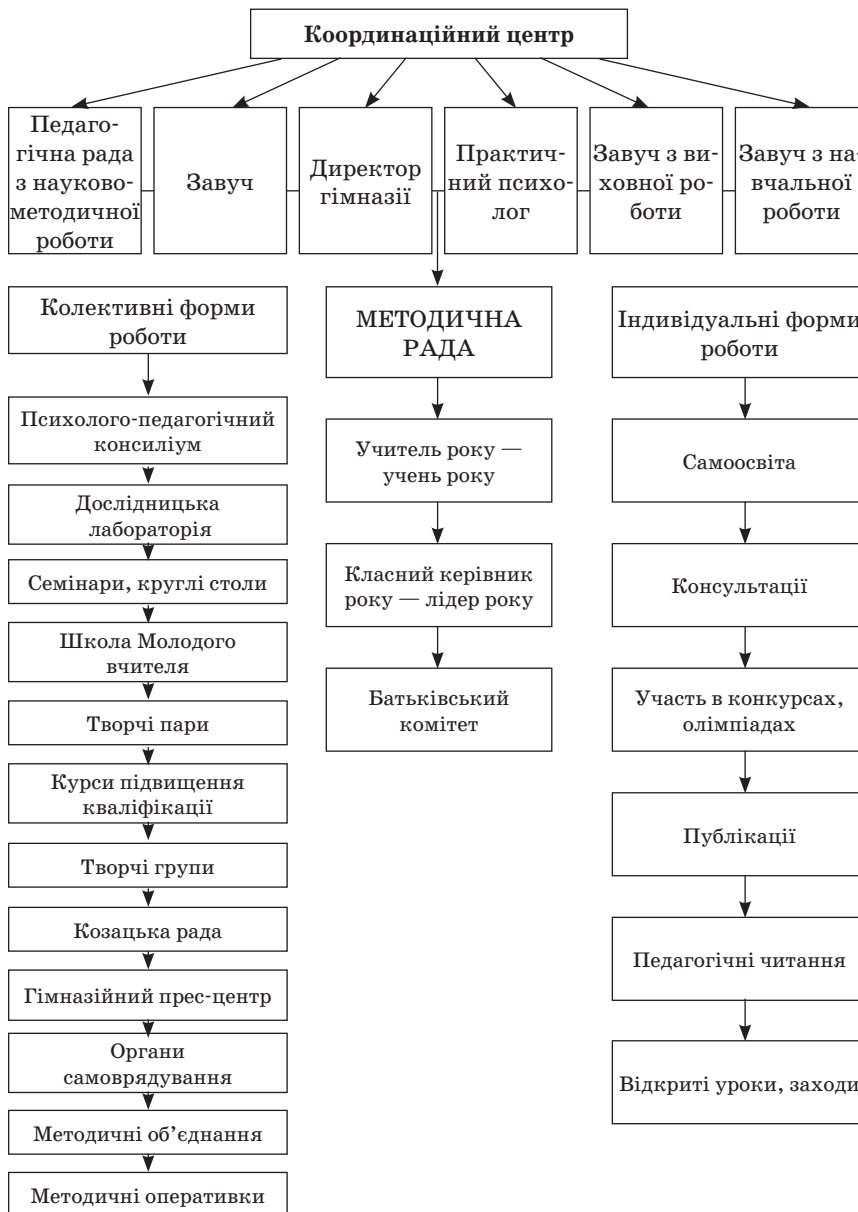 Координаційний центр
Педаго-
гічна рада
з науково-
методичної
роботи
Завуч
Директор
гімназії
Практич-
ний психо-
лог
Завуч з ви-
ховної ро-
боти
Завуч з на-
вчальної
роботи
Колективні форми
роботи
Психолого-педагогічний
консиліум
Дослідницька
лабораторія
Семінари, круглі столи
Школа Молодого
вчителя
Творчі пари
Курси підвищення
кваліфікації
Творчі групи
Козацька рада
Гімназійний прес-центр
Органи
самоврядування
Методичні об’єднання
Методичні оперативки
МЕТОДИЧНА
РАДА
Учитель року —
учень року
Класний керівник
року — лідер року
Батьківський
комітет
Індивідуальні форми
роботи
Самоосвіта
Консультації
Участь в конкурсах,
олімпіадах
Публікації
Педагогічні читання
Відкриті уроки, заходи